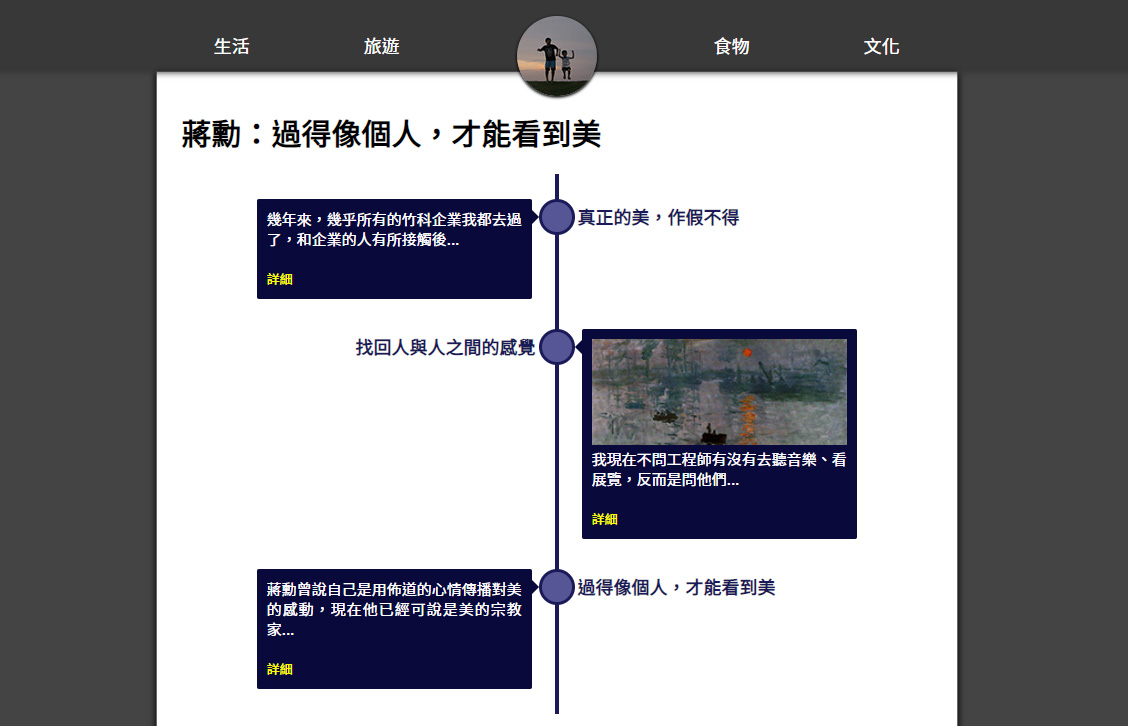 生活
旅遊
食物
文化
蔣勳：過得像個人，才能看到美
幾年來，幾乎所有的竹科企業我都去過
了，和企業的人有所接觸後...
詳細
真正的美，作假不得
找回人與人之間的感覺
我現在不問工程師有沒有去聽音樂、看
展覽，反而是問他們...
詳細
蔣勳曾說自己是用佈道的心情傳播對美
的感動，現在他已經可說是美的宗教
家...
詳細
過得像個人，才能看到美